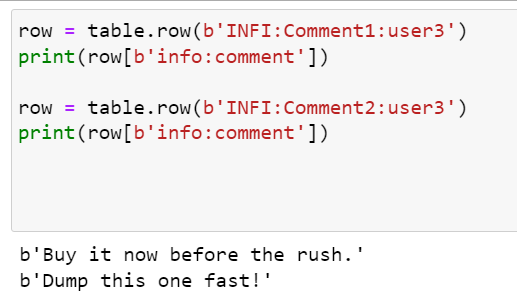 row = table.row(b'INFI:Comment1:user3')
print(row[b'info:comment'])
row = table.row(b'INFI:Comment2:user3')
print(row[b'info:comment'])
b'Buy it now before the rush.'
b'Dump this one fast!'